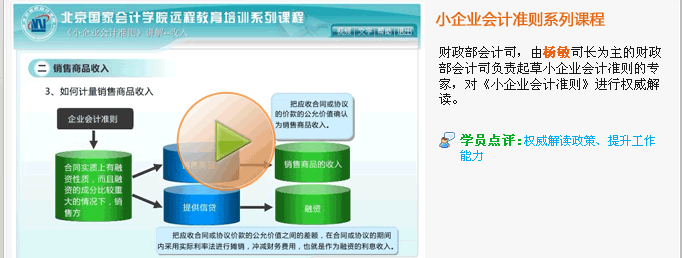 北京国家会计学院远程教育培训系列课程
《小企业会计准则》讲解--收入
视频 | 文字 | 帮助 | 退出
二 销售商品收入
3、如何计量销售商品收入
企业会计准则
把应收合同或协议
的价款的公允价值确认
为销售商品收入。
合同实质上有融
资性质，而且融
资的成分比较重
大的情况下，销
售方
销售商品的收入
提供信贷
融资
把应收合同或协议价款的公允价值之间的差额，在合同或协议的期间
内采用实际利率法进行摊销，冲减财务费用，也就是作为融资的利息收入。
小企业会计准则系列课程
财政部会计司，由杨敏司长为主的财政
部会计司负责起草小企业会计准则的专
家，对《小企业会计准则》进行权威解
读。
学员点评:权威解读政策、提升工作
能力